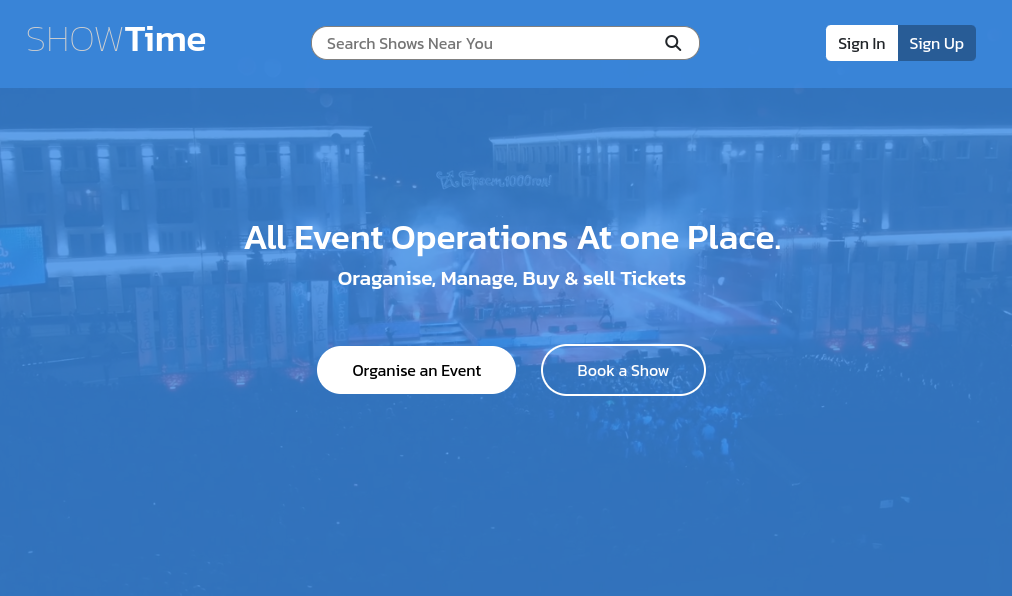 SHOWTime
Search Shows Near You
Sign In
Sign Up
All Event Operations At one Place.
Oraganise, Manage, Buy & sell Tickets
Organise an Event
Book a Show